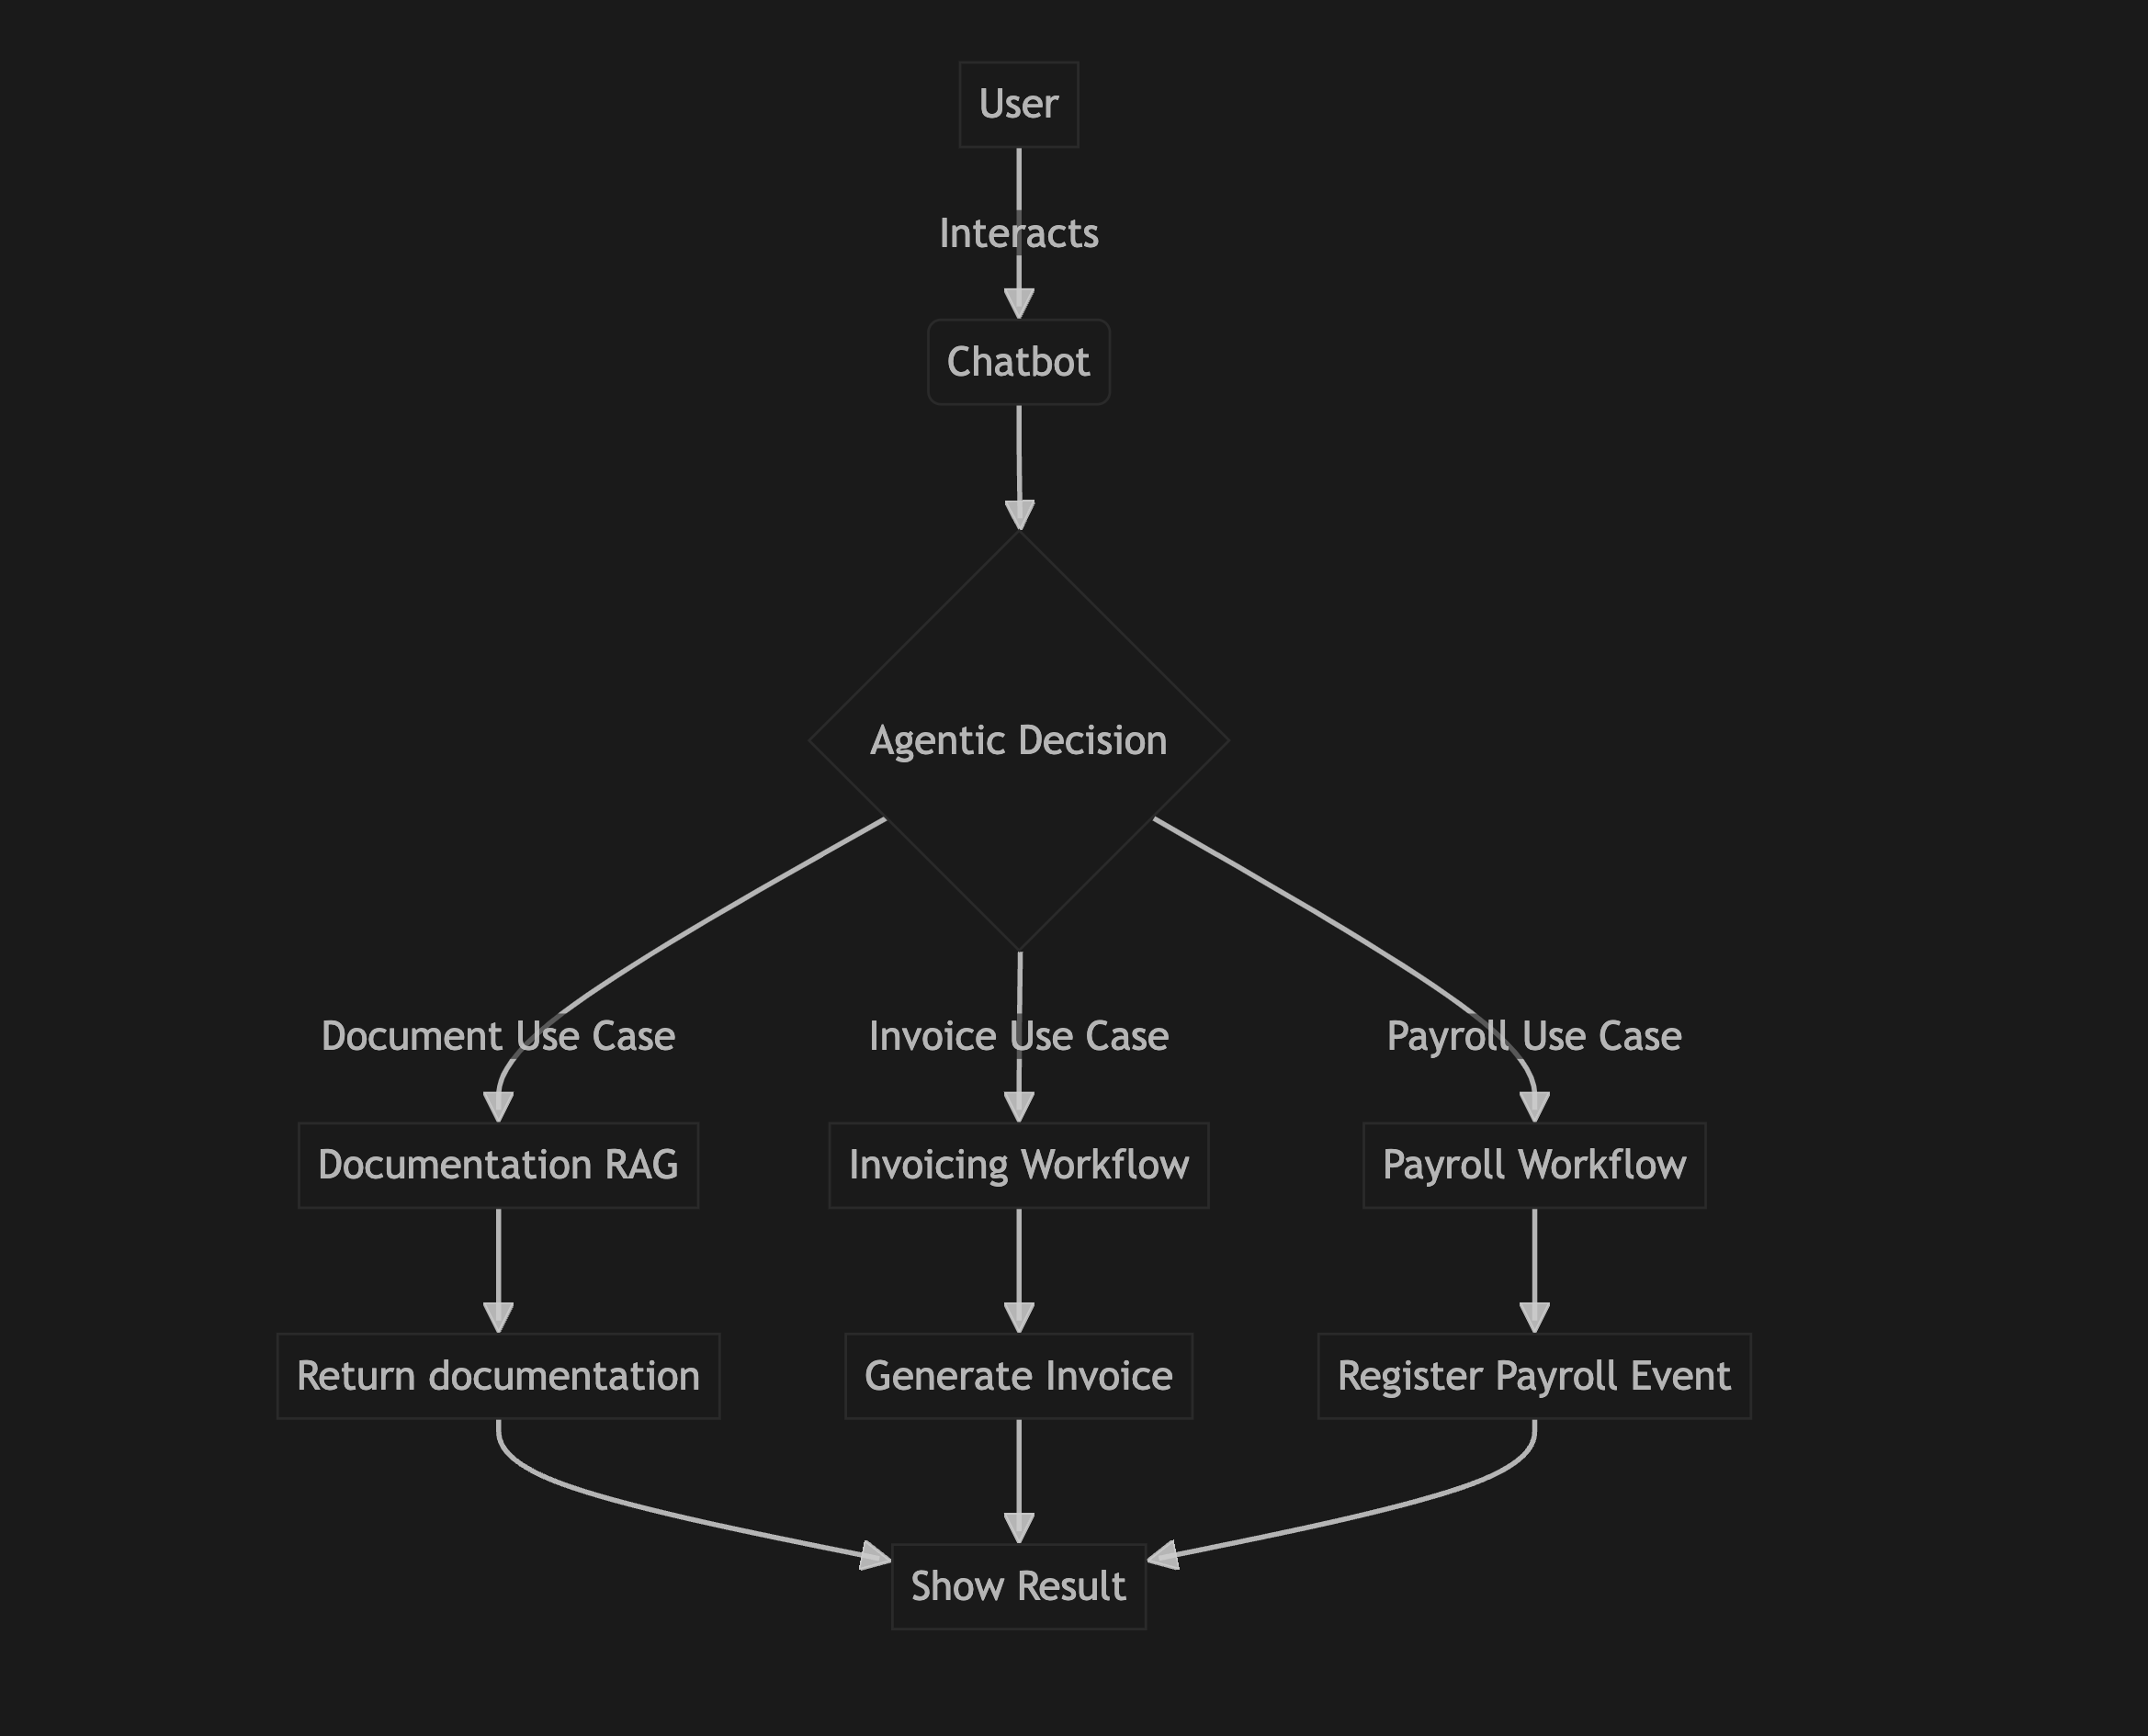 User
Interacts
Chatbot
Agentic Decision
Document Use Case
Invoice Use Case
Payroll Use Case
Documentation RAG
Invoicing Workflow
Payroll Workflow
Return documentation
Generate Invoice
Register Payroll Event
Show Result